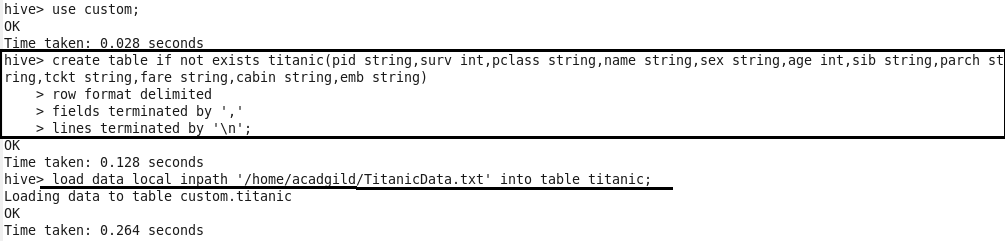 hive> use custom;
OK
Time taken: 0.028 seconds
hive> create table if not exists titanic(pid string,surv int,pclass string,name string,sex string,age int,sib string,parch st
ring,tckt string,fare string,cabin string,emb string)
    > row format delimited
    > fields terminated by ','
    > lines terminated by '\n';
OK
Time taken: 0.128 seconds
hive> load data local inpath '/home/acadgild/TitanicData.txt' into table titanic;
Loading data to table custom.titanic
OK
Time taken: 0.264 seconds